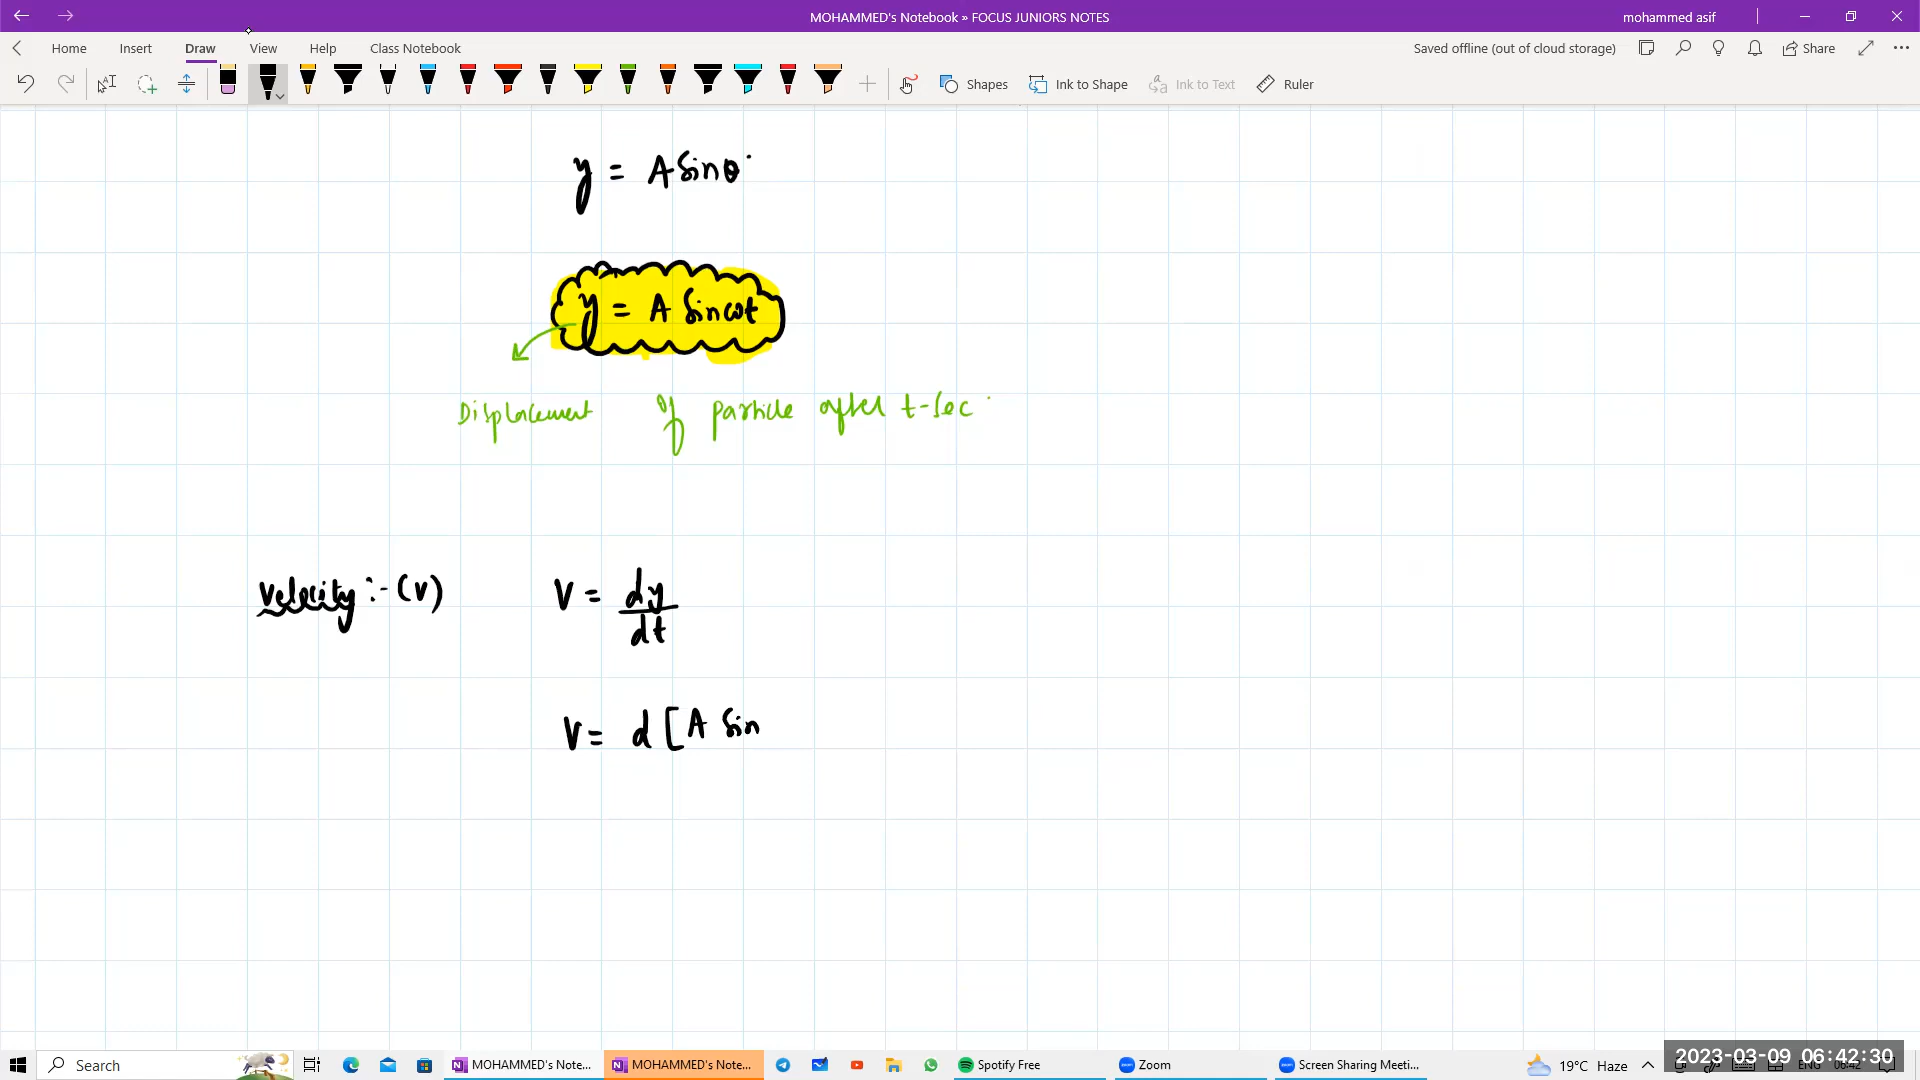 MOHAMMED's Notebook » FOCUS JUNIORS NOTES
mohammed asif
Home Insert Draw View Help Class Notebook
Saved offline (out of cloud storage)
Share
Shapes Ink to Shape Ink to Text Ruler
y = A Sinθ
y = A Sinωt
Displacement of particle after t-sec
Velocity :- (V)
V = dy/dt
V = d [A Sin
Search
MOHAMMED's Note...
MOHAMMED's Note...
Spotify Free
Zoom
Screen Sharing Meeti...
19°C Haze
ENG
06:42
2023-03-09 06:42:30